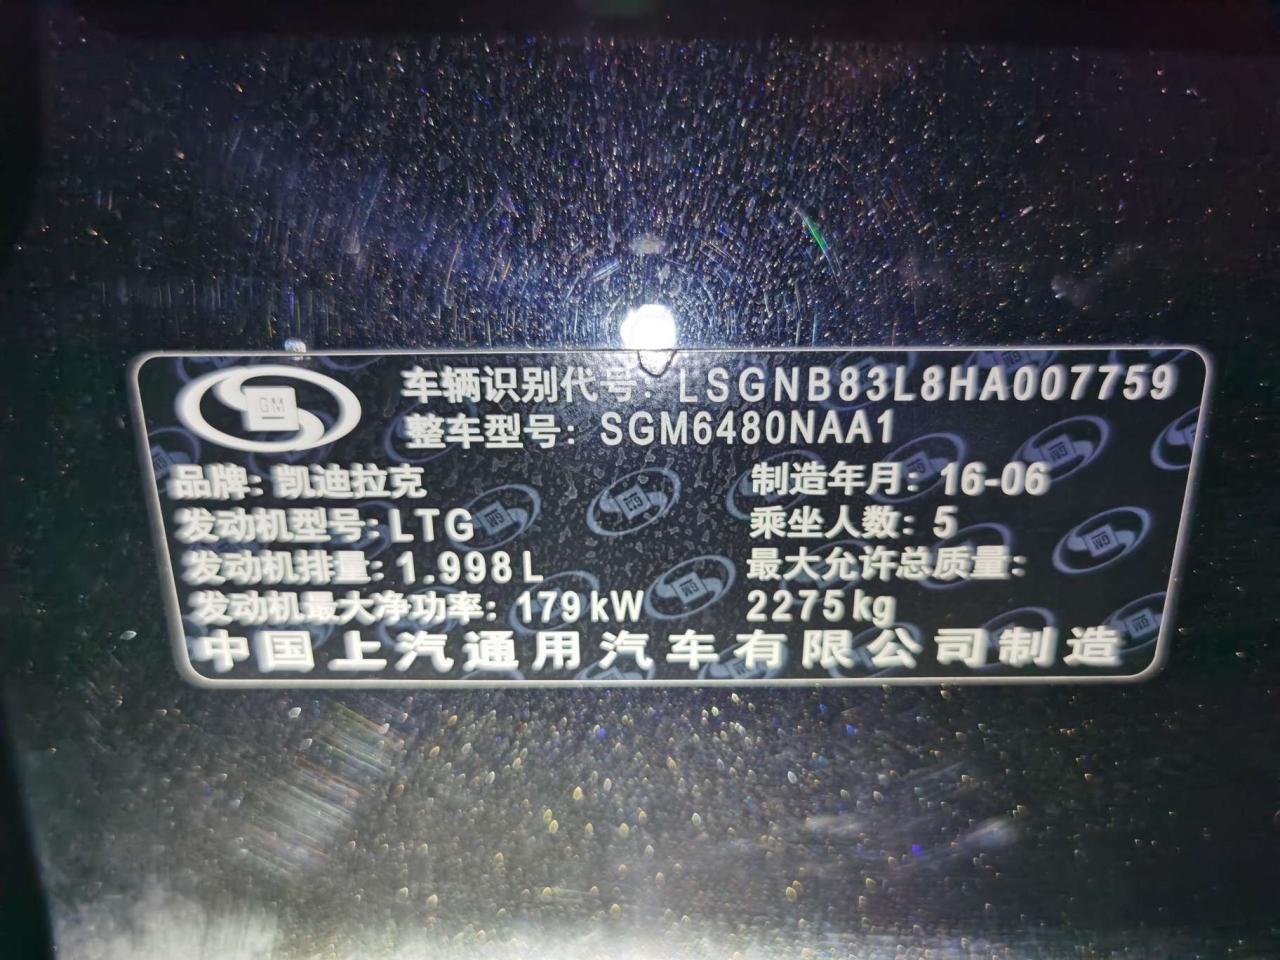 GM
车辆识别代号: LSGNB83L8HA007759
整车型号: SGM6480NAA1
品牌: 凯迪拉克
制造年月: 16-06
发动机型号: LTG
乘坐人数: 5
发动机排量: 1.998L
最大允许总质量:
发动机最大净功率: 179kW
2275kg
中国上汽通用汽车有限公司制造